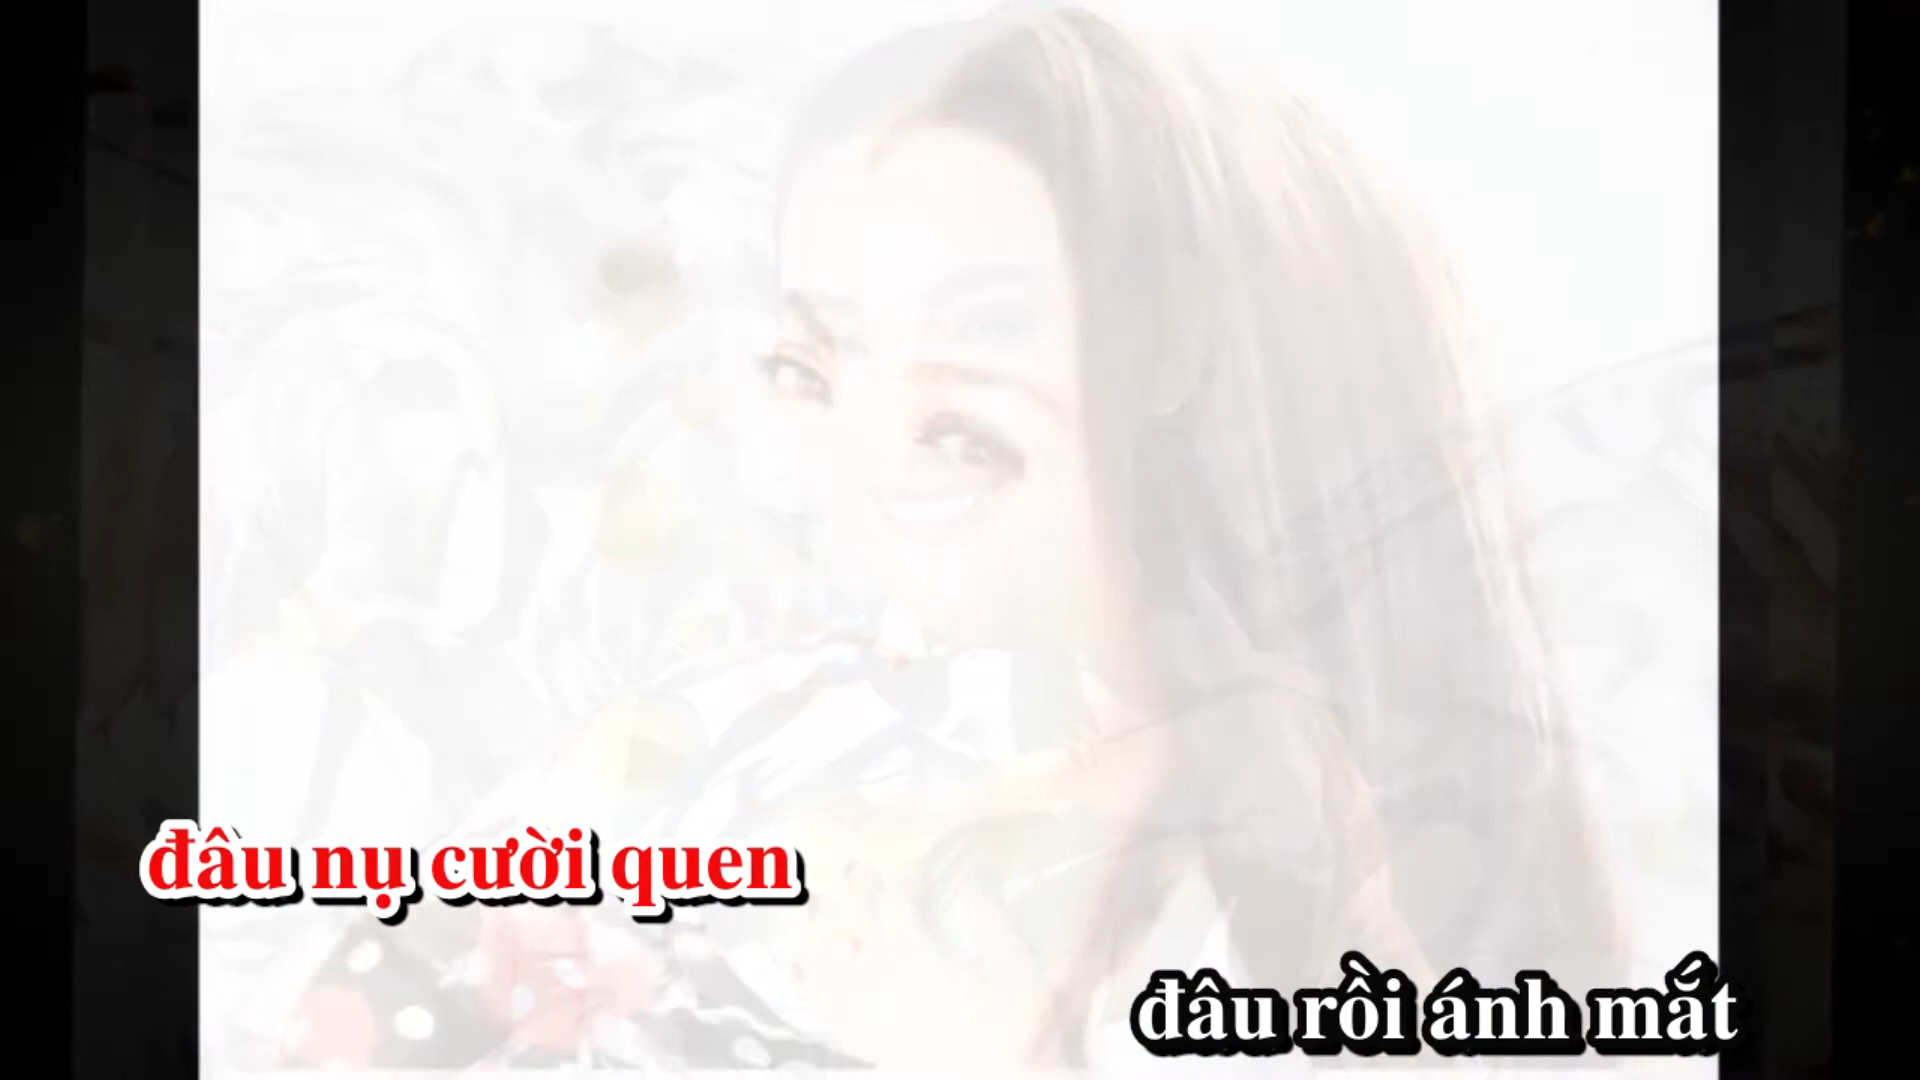 đâu nụ cười quen
đâu rồi ánh mắt